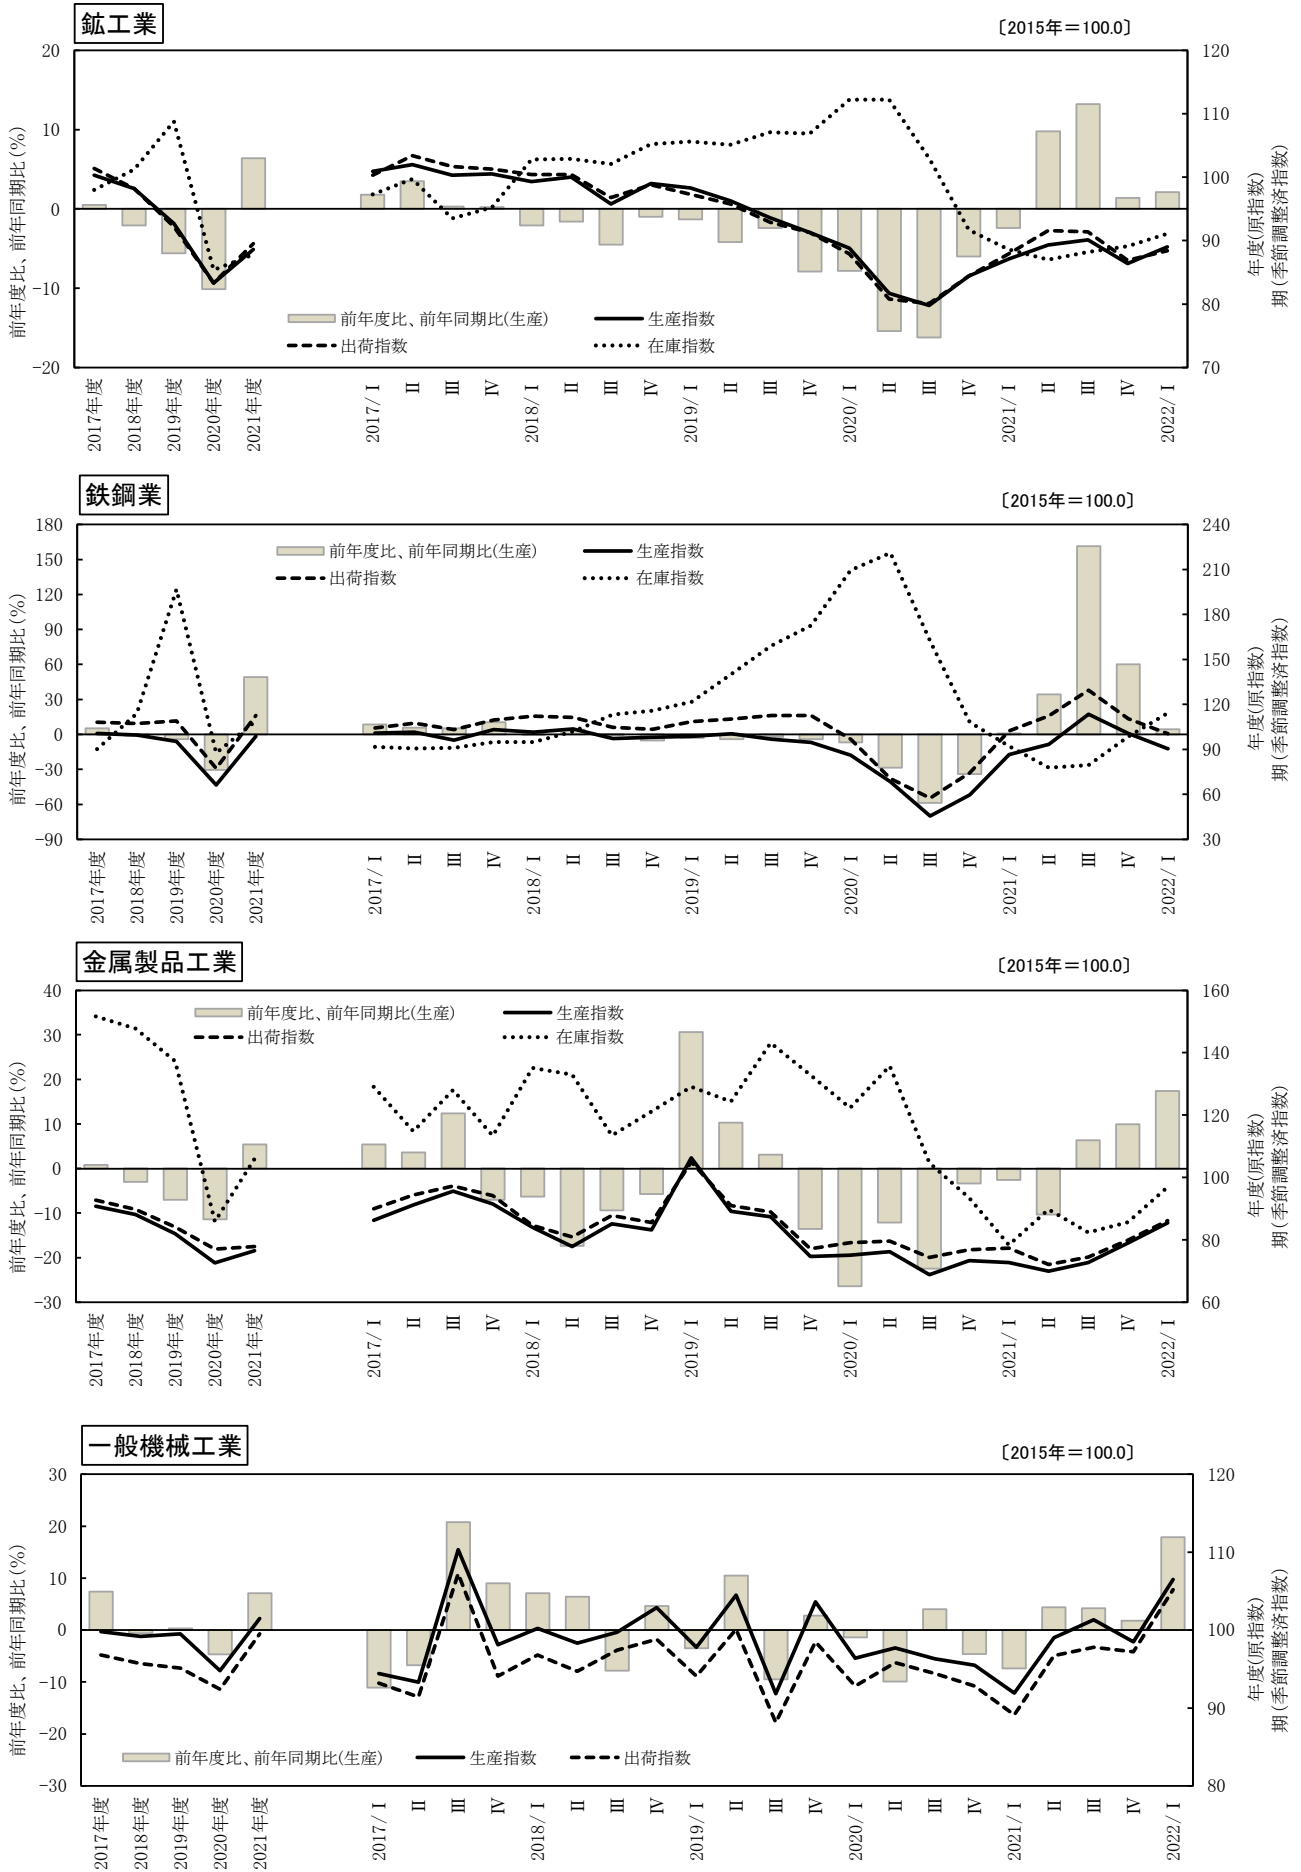 鉱工業
〔2015年＝100.0〕
前年度比、前年同期比(%)
20
10
0
-10
-20
120
110
100
90
80
70
年度(原指数)
期(季節調整済指数)
前年度比、前年同期比(生産)
生産指数
出荷指数
在庫指数
2017年度
2018年度
2019年度
2020年度
2021年度
2017/Ⅰ
Ⅱ
Ⅲ
Ⅳ
2018/Ⅰ
Ⅱ
Ⅲ
Ⅳ
2019/Ⅰ
Ⅱ
Ⅲ
Ⅳ
2020/Ⅰ
Ⅱ
Ⅲ
Ⅳ
2021/Ⅰ
Ⅱ
Ⅲ
Ⅳ
2022/Ⅰ
鉄鋼業
〔2015年＝100.0〕
前年度比、前年同期比(%)
180
150
120
90
60
30
0
-30
-60
-90
240
210
180
150
120
90
60
30
年度(原指数)
期(季節調整済指数)
前年度比、前年同期比(生産)
生産指数
出荷指数
在庫指数
2017年度
2018年度
2019年度
2020年度
2021年度
2017/Ⅰ
Ⅱ
Ⅲ
Ⅳ
2018/Ⅰ
Ⅱ
Ⅲ
Ⅳ
2019/Ⅰ
Ⅱ
Ⅲ
Ⅳ
2020/Ⅰ
Ⅱ
Ⅲ
Ⅳ
2021/Ⅰ
Ⅱ
Ⅲ
Ⅳ
2022/Ⅰ
金属製品工業
〔2015年＝100.0〕
前年度比、前年同期比(%)
40
30
20
10
0
-10
-20
-30
160
140
120
100
80
60
年度(原指数)
期(季節調整済指数)
前年度比、前年同期比(生産)
生産指数
出荷指数
在庫指数
2017年度
2018年度
2019年度
2020年度
2021年度
2017/Ⅰ
Ⅱ
Ⅲ
Ⅳ
2018/Ⅰ
Ⅱ
Ⅲ
Ⅳ
2019/Ⅰ
Ⅱ
Ⅲ
Ⅳ
2020/Ⅰ
Ⅱ
Ⅲ
Ⅳ
2021/Ⅰ
Ⅱ
Ⅲ
Ⅳ
2022/Ⅰ
一般機械工業
〔2015年＝100.0〕
前年度比、前年同期比(%)
30
20
10
0
-10
-20
-30
120
110
100
90
80
年度(原指数)
期(季節調整済指数)
前年度比、前年同期比(生産)
生産指数
出荷指数
2017年度
2018年度
2019年度
2020年度
2021年度
2017/Ⅰ
Ⅱ
Ⅲ
Ⅳ
2018/Ⅰ
Ⅱ
Ⅲ
Ⅳ
2019/Ⅰ
Ⅱ
Ⅲ
Ⅳ
2020/Ⅰ
Ⅱ
Ⅲ
Ⅳ
2021/Ⅰ
Ⅱ
Ⅲ
Ⅳ
2022/Ⅰ